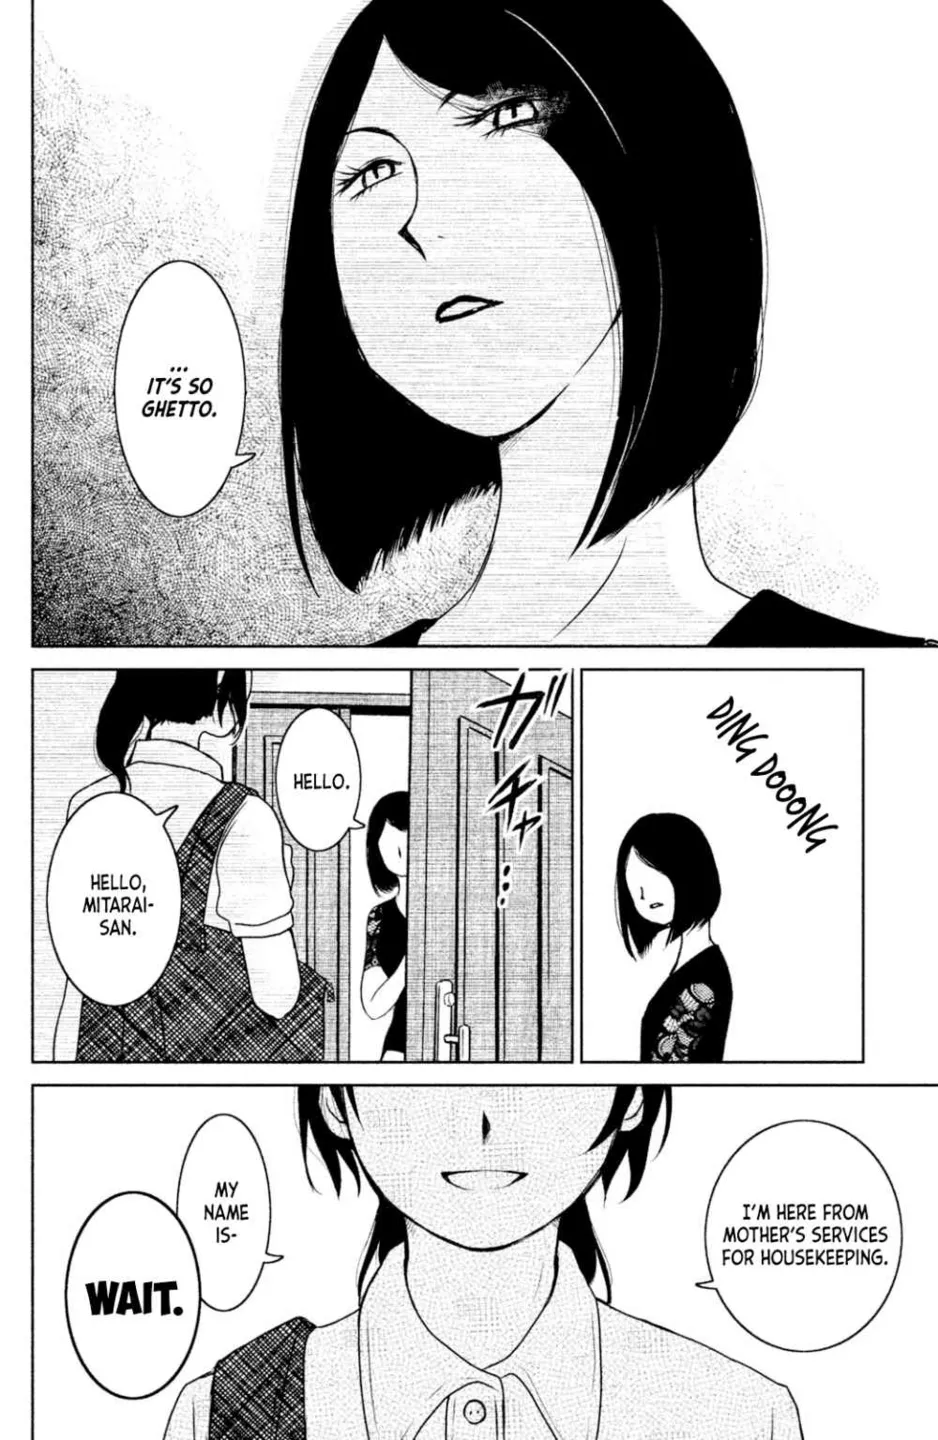 ...
IT'S SO
GHETTO.
DING DOOONG
ガ
チャ
...
HELLO.
HELLO,
MITARAI-
SAN.
I'M HERE FROM
MOTHER'S SERVICES
FOR HOUSEKEEPING.
MY
NAME
IS-
WAIT.